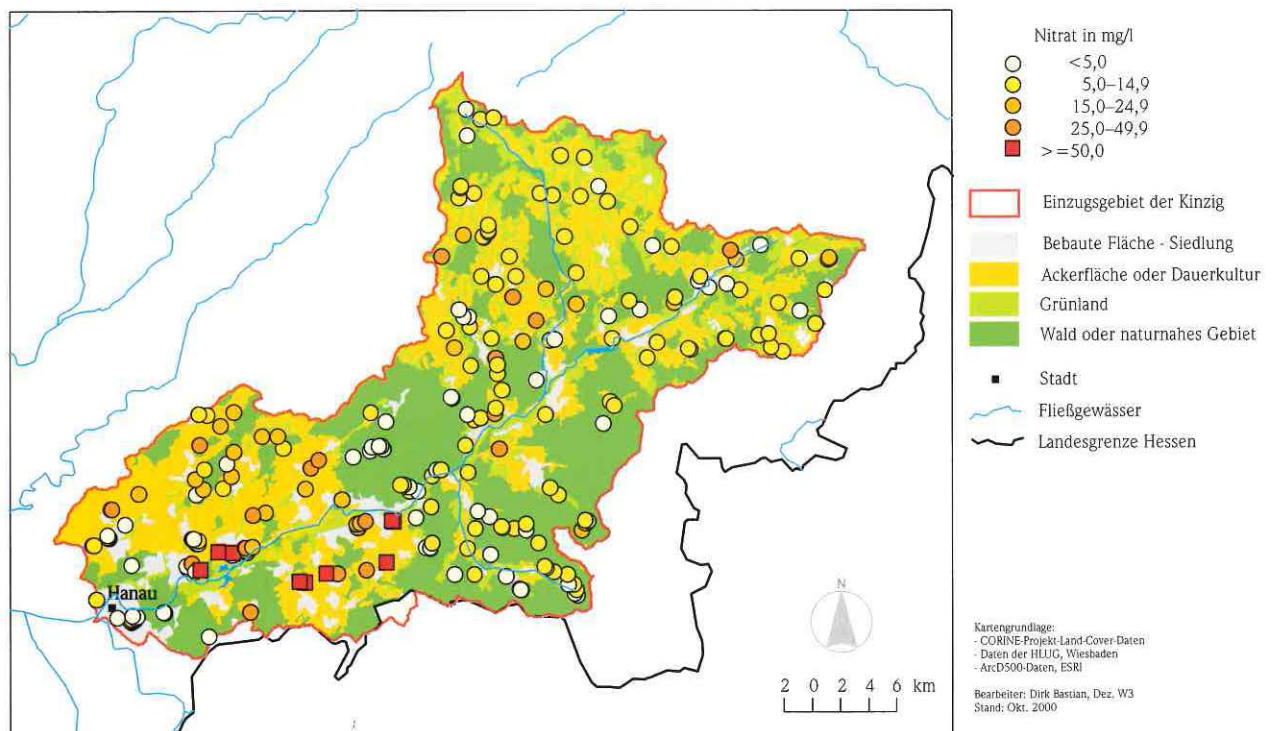 Nitrat in mg/l
<5,0
5,0–14,9
15,0–24,9
25,0–49,9
>=50,0
Einzugsgebiet der Kinzig
Bebaute Fläche - Siedlung
Ackerfläche oder Dauerkultur
Grünland
Wald oder naturnahes Gebiet
Stadt
Fließgewässer
Landesgrenze Hessen
Hanau
N
2 0 2 4 6 km
Kartengrundlage:
- CORINE-Projekt-Land-Cover-Daten
- Daten der HLUG, Wiesbaden
- ArcD500-Daten, ESRI
Bearbeiter: Dirk Bastian, Dez. W3
Stand: Okt. 2000